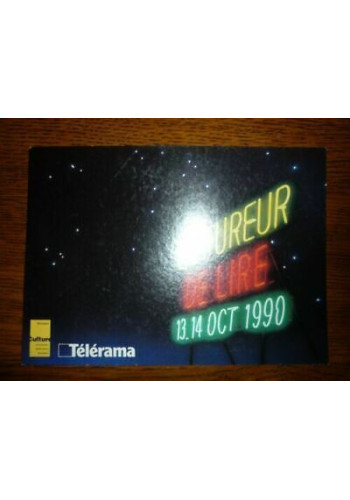 UREUR
DE LIRE
13.14 OCT 1990
Culture
Télérama